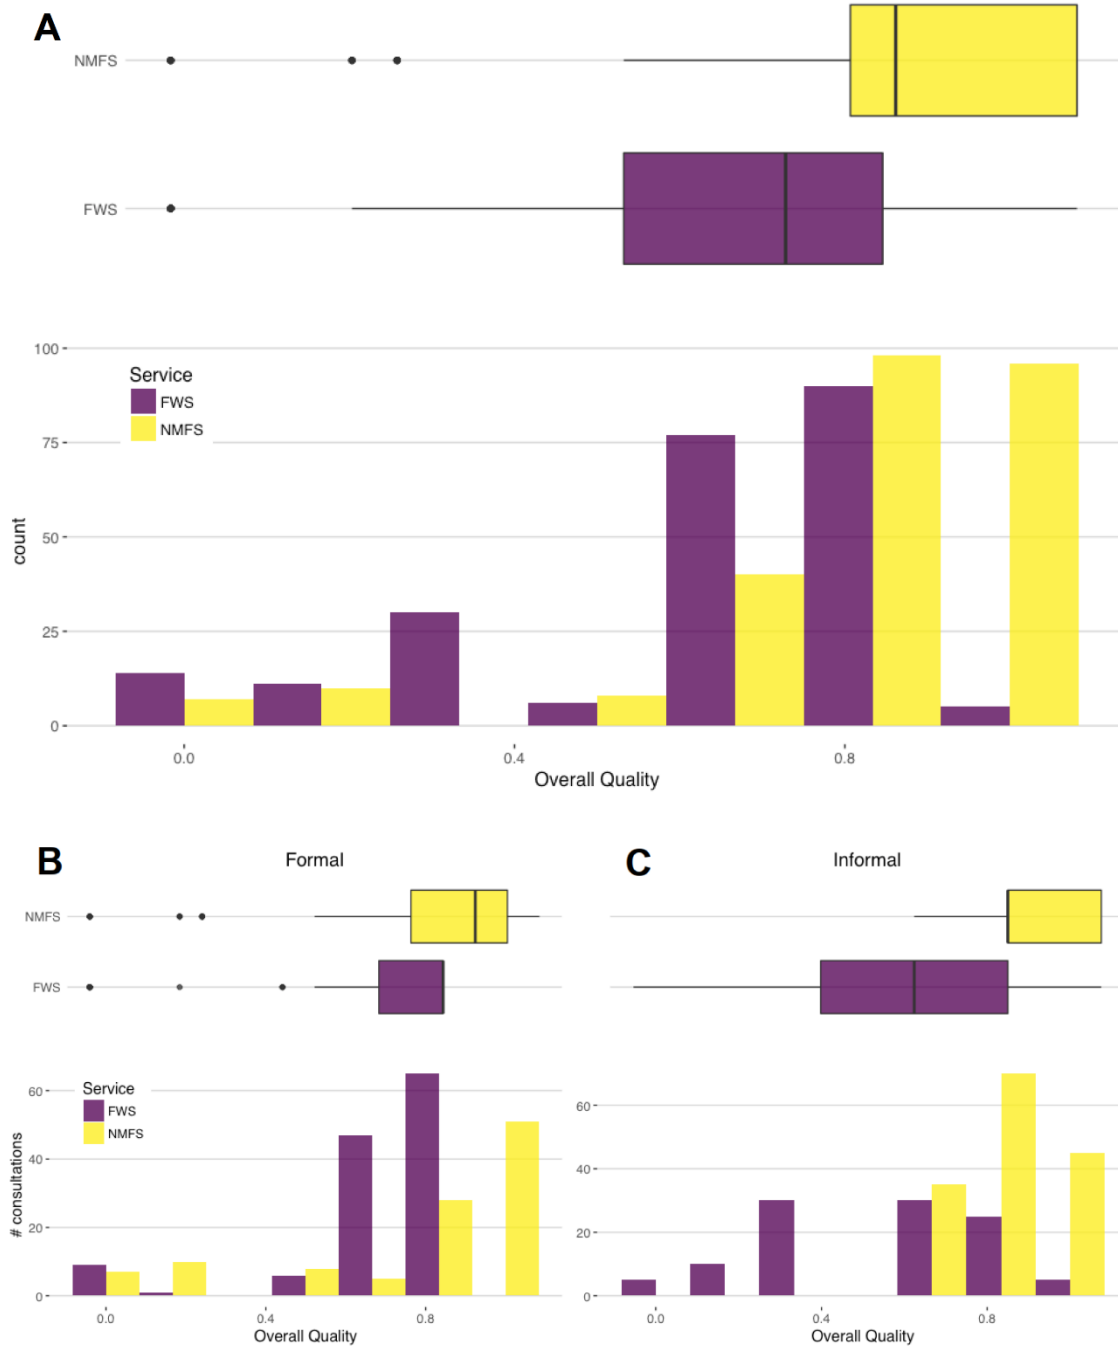 A
NMFS
FWS
100
75
50
25
0
count
Service
FWS
NMFS
0.0 0.4 0.8
Overall Quality
B
Formal
NMFS
FWS
60
40
20
0
# consultations
Service
FWS
NMFS
0.0 0.4 0.8
Overall Quality
C
Informal
60
40
20
0
0.0 0.4 0.8
Overall Quality